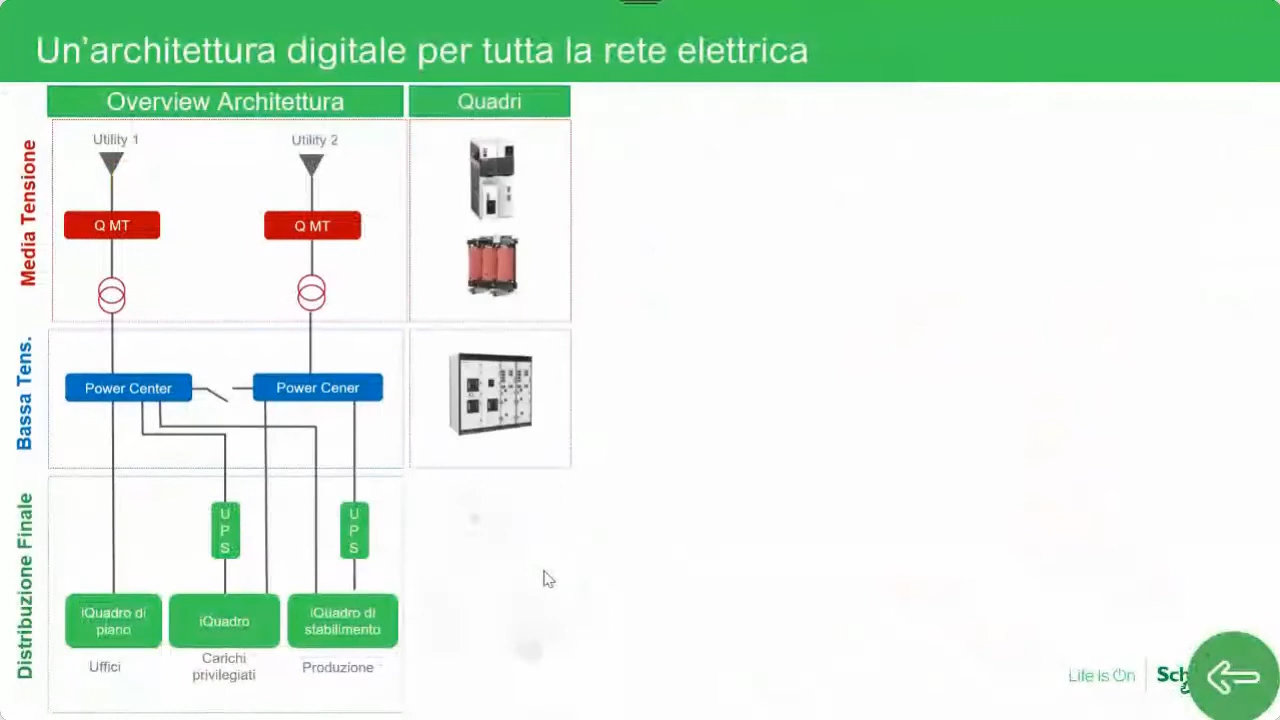 Un'architettura digitale per tutta la rete elettrica
Overview Architettura
Quadri
Media Tensione
Utility 1
Utility 2
Q MT
Q MT
Bassa Tens.
Power Center
Power Cener
Distribuzione Finale
U
P
S
U
P
S
iQuadro di
piano
iQuadro
iQuadro di
stabilimento
Uffici
Carichi
privilegiati
Produzione
Life Is On
Sch